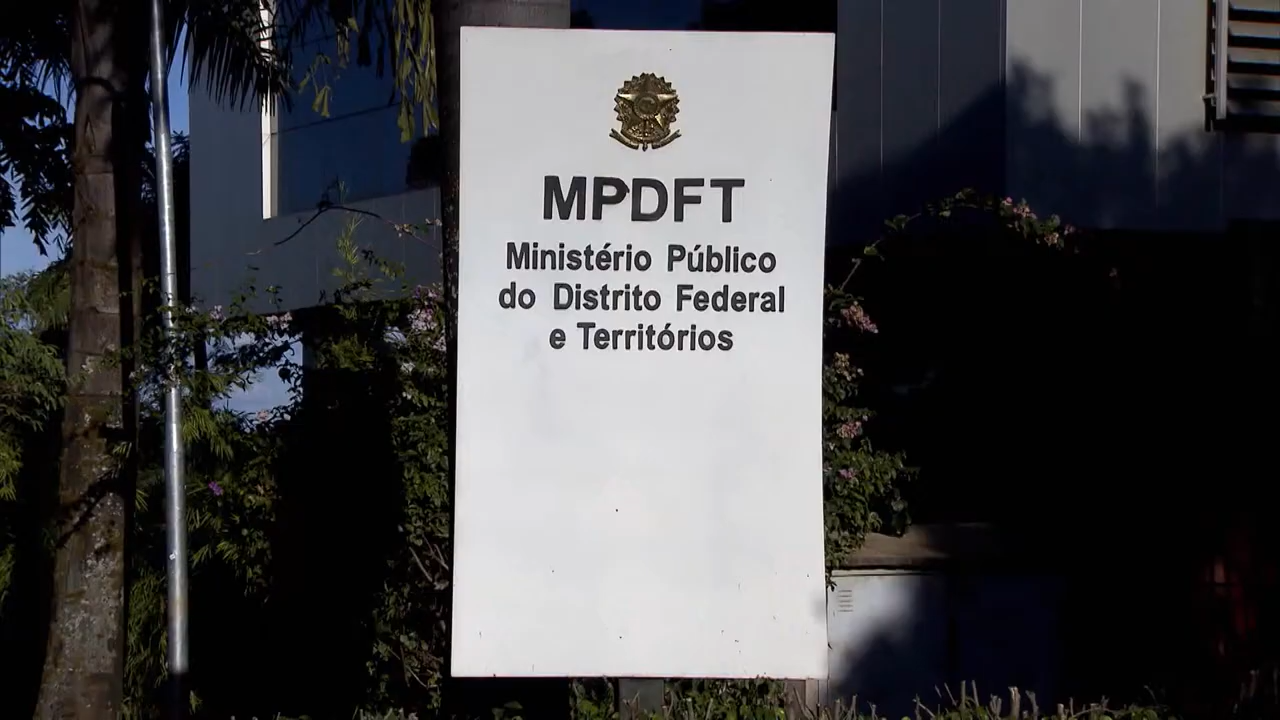 MPDFT
Ministério Público
do Distrito Federal
e Territórios